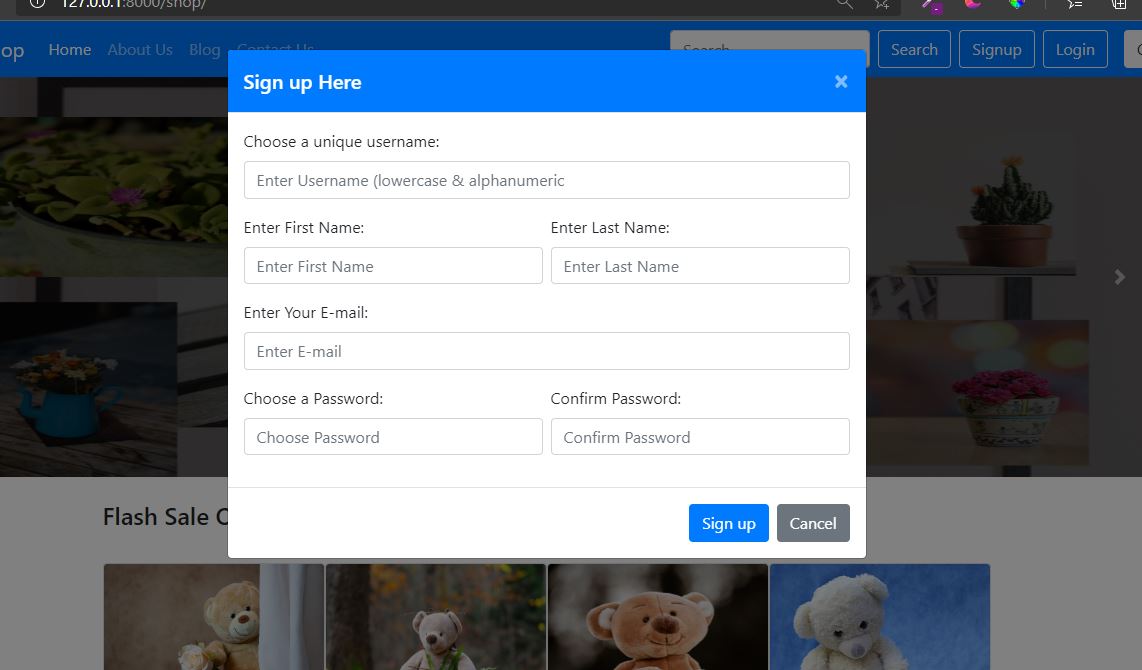 127.0.0.1:8000/shop/
op Home About Us Blog Contact Us Search Search Signup Login
Sign up Here ×
Choose a unique username:
Enter Username (lowercase & alphanumeric
Enter First Name: Enter Last Name:
Enter First Name Enter Last Name
Enter Your E-mail:
Enter E-mail
Choose a Password: Confirm Password:
Choose Password Confirm Password
Sign up Cancel
Flash Sale